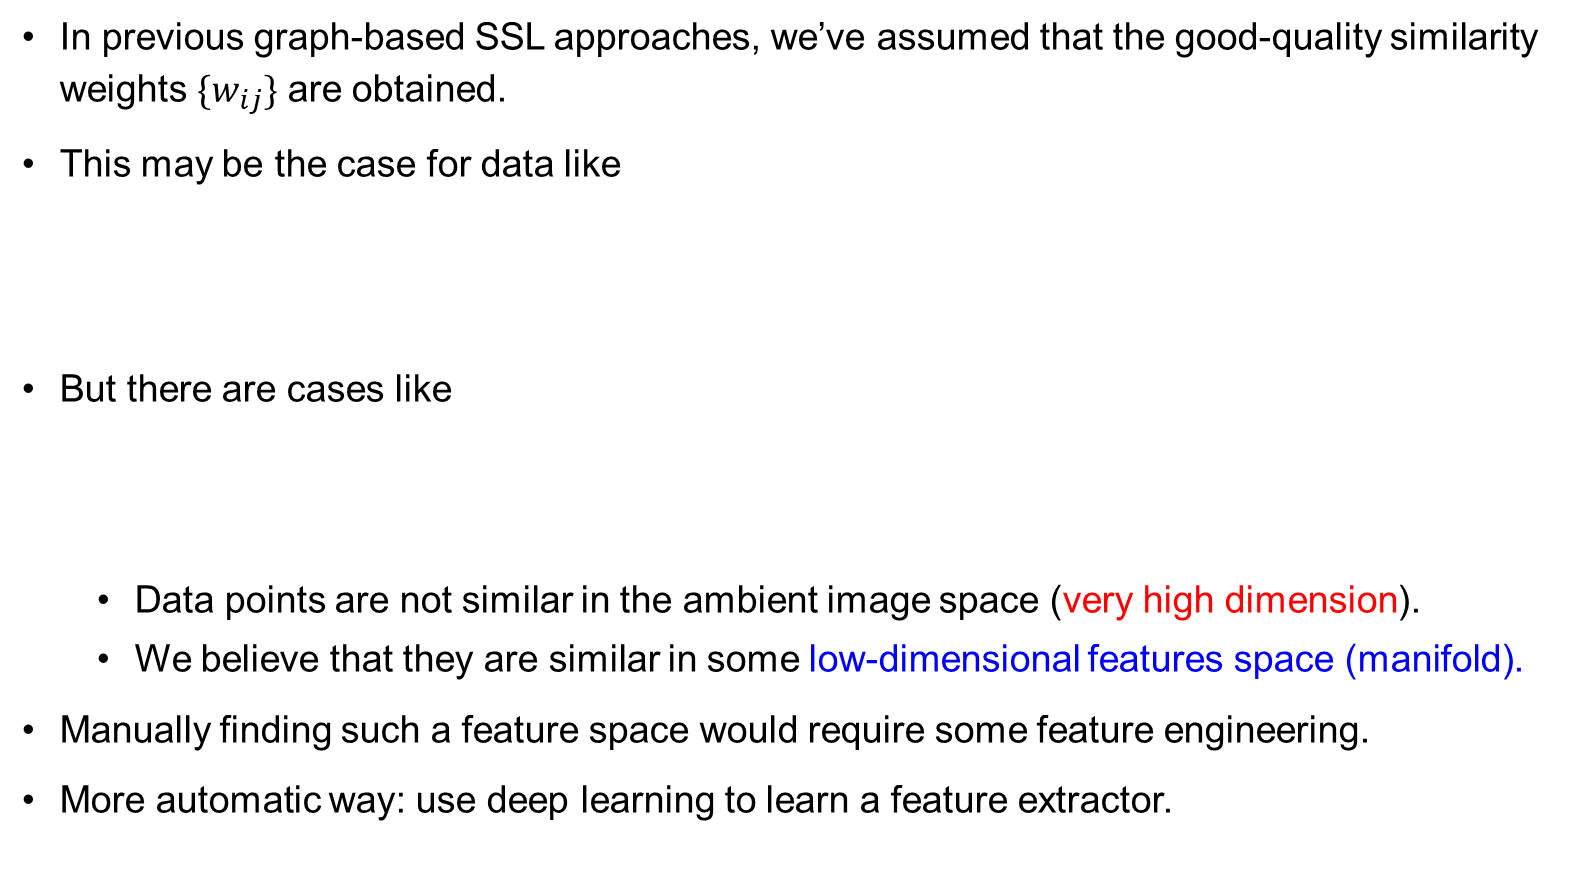 • In previous graph-based SSL approaches, we’ve assumed that the good-quality similarity
weights {𝑤𝑖𝑗} are obtained.
• This may be the case for data like
• But there are cases like
• Data points are not similar in the ambient image space (very high dimension).
• We believe that they are similar in some low-dimensional features space (manifold).
• Manually finding such a feature space would require some feature engineering.
• More automatic way: use deep learning to learn a feature extractor.